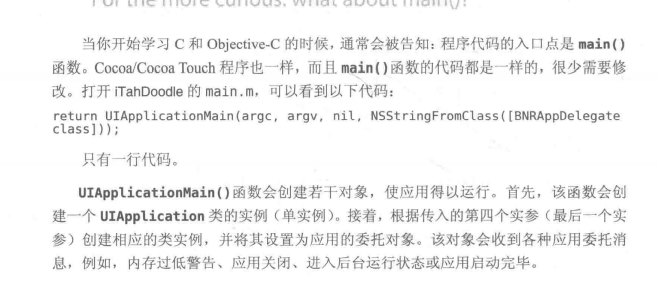 For the more curious: what about main()?
当你开始学习 C 和 Objective-C 的时候，通常会被告知：程序代码的入口点是 main()
函数。Cocoa/Cocoa Touch 程序也一样，而且 main()函数的代码都是一样的，很少需要修
改。打开 iTahDoodle 的 main.m，可以看到以下代码：
return UIApplicationMain(argc, argv, nil, NSStringFromClass([BNRAppDelegate
class]));
只有一行代码。
UIApplicationMain()函数会创建若干对象，使应用得以运行。首先，该函数会创
建一个 UIApplication 类的实例（单实例）。接着，根据传入的第四个实参（最后一个实
参）创建相应的类实例，并将其设置为应用的委托对象。该对象会收到各种应用委托消
息，例如，内存过低警告、应用关闭、进入后台运行状态或应用启动完毕。